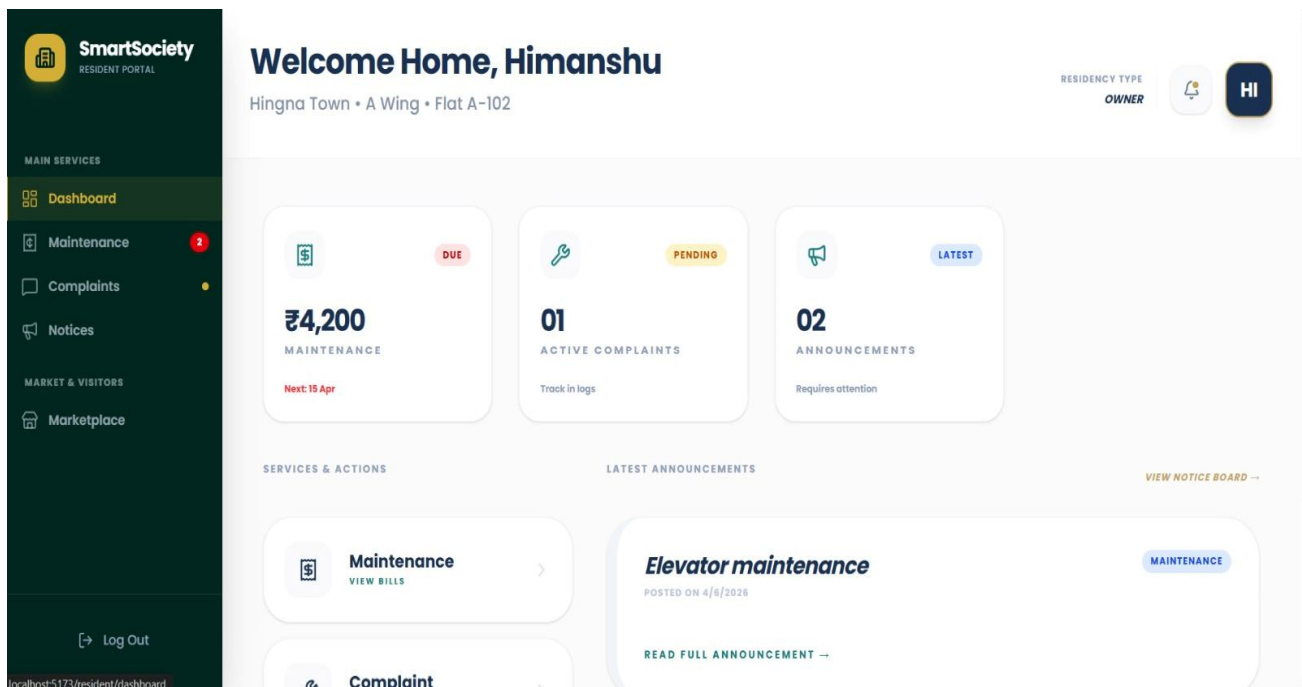 SmartSociety
RESIDENT PORTAL
MAIN SERVICES
Dashboard
Maintenance 2
Complaints
Notices
MARKET & VISITORS
Marketplace
Log Out
localhost:5173/resident/dashboard
Welcome Home, Himanshu
Hingna Town • A Wing • Flat A-102
RESIDENCY TYPE
OWNER
HI
DUE
₹4,200
MAINTENANCE
Next: 15 Apr
PENDING
01
ACTIVE COMPLAINTS
Track in logs
LATEST
02
ANNOUNCEMENTS
Requires attention
SERVICES & ACTIONS
Maintenance
VIEW BILLS
Complaint
LATEST ANNOUNCEMENTS
VIEW NOTICE BOARD →
Elevator maintenance
MAINTENANCE
POSTED ON 4/6/2026
READ FULL ANNOUNCEMENT →